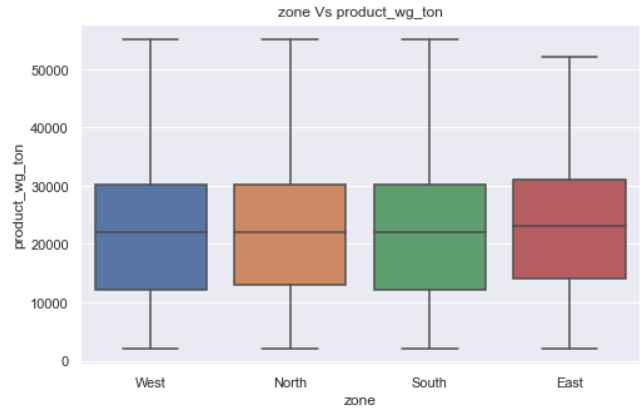 zone Vs product_wg_ton
product_wg_ton
50000
40000
30000
20000
10000
0
West North South East
zone